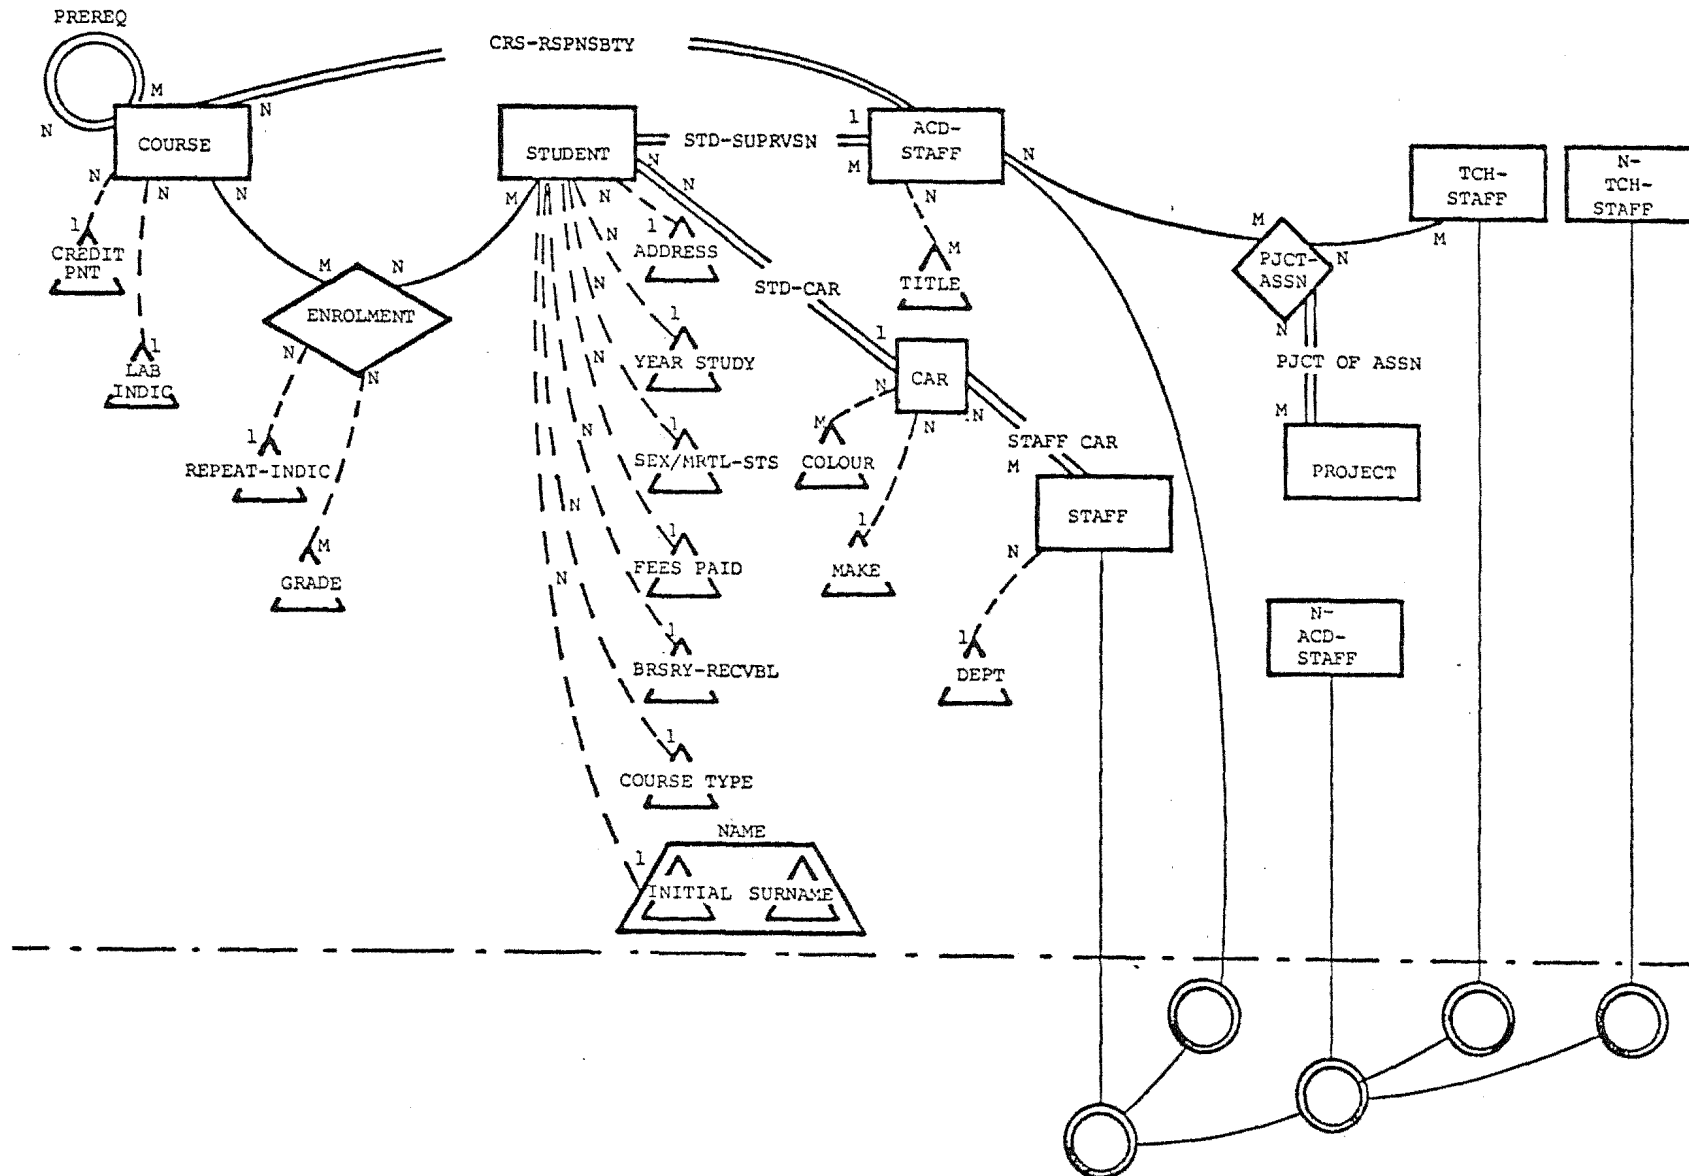 PREREQ
CRS-RSPNSBTY
M
N
N
1
COURSE
STUDENT
STD-SUPRVSN
ACD-
STAFF
N
M
N
TCH-
STAFF
N-
TCH-
STAFF
N
N
N
M
N
N
N
1
CREDIT
PNT
1
ADDRESS
M
TITLE
M
M
N
PJCT-
ASSN
M
N
ENROLMENT
N
STD-CAR
1
N
PJCT OF ASSN
1
LAB
INDIC
N
N
1
YEAR STUDY
N
CAR
N
N
N
M
1
REPEAT-INDIC
N
1
SEX/MRTL-STS
M
COLOUR
STAFF CAR
M
PROJECT
N
1
MAKE
STAFF
N
M
GRADE
1
FEES PAID
N
1
BRSRY-RECVBL
1
DEPT
N-
ACD-
STAFF
1
COURSE TYPE
NAME
1
INITIAL SURNAME